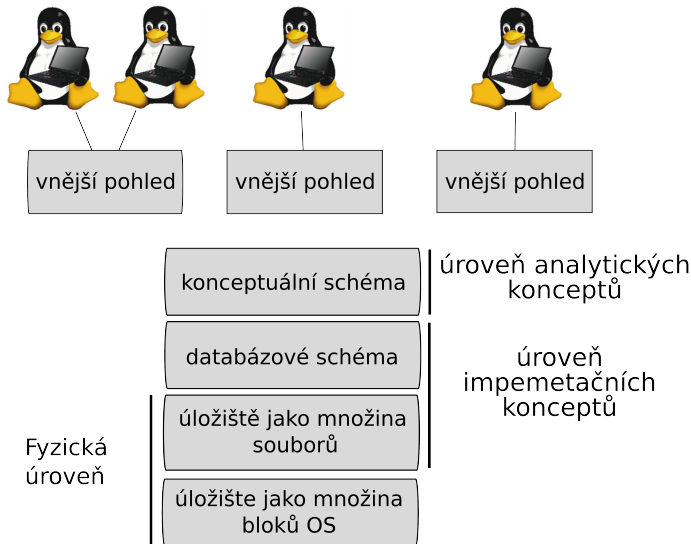 vnější pohled
vnější pohled
vnější pohled
konceptuální schéma
úroveň analytických
konceptů
databázové schéma
úroveň
impemetačních
konceptů
úložiště jako množina
souborů
Fyzická
úroveň
úložište jako množina
bloků OS